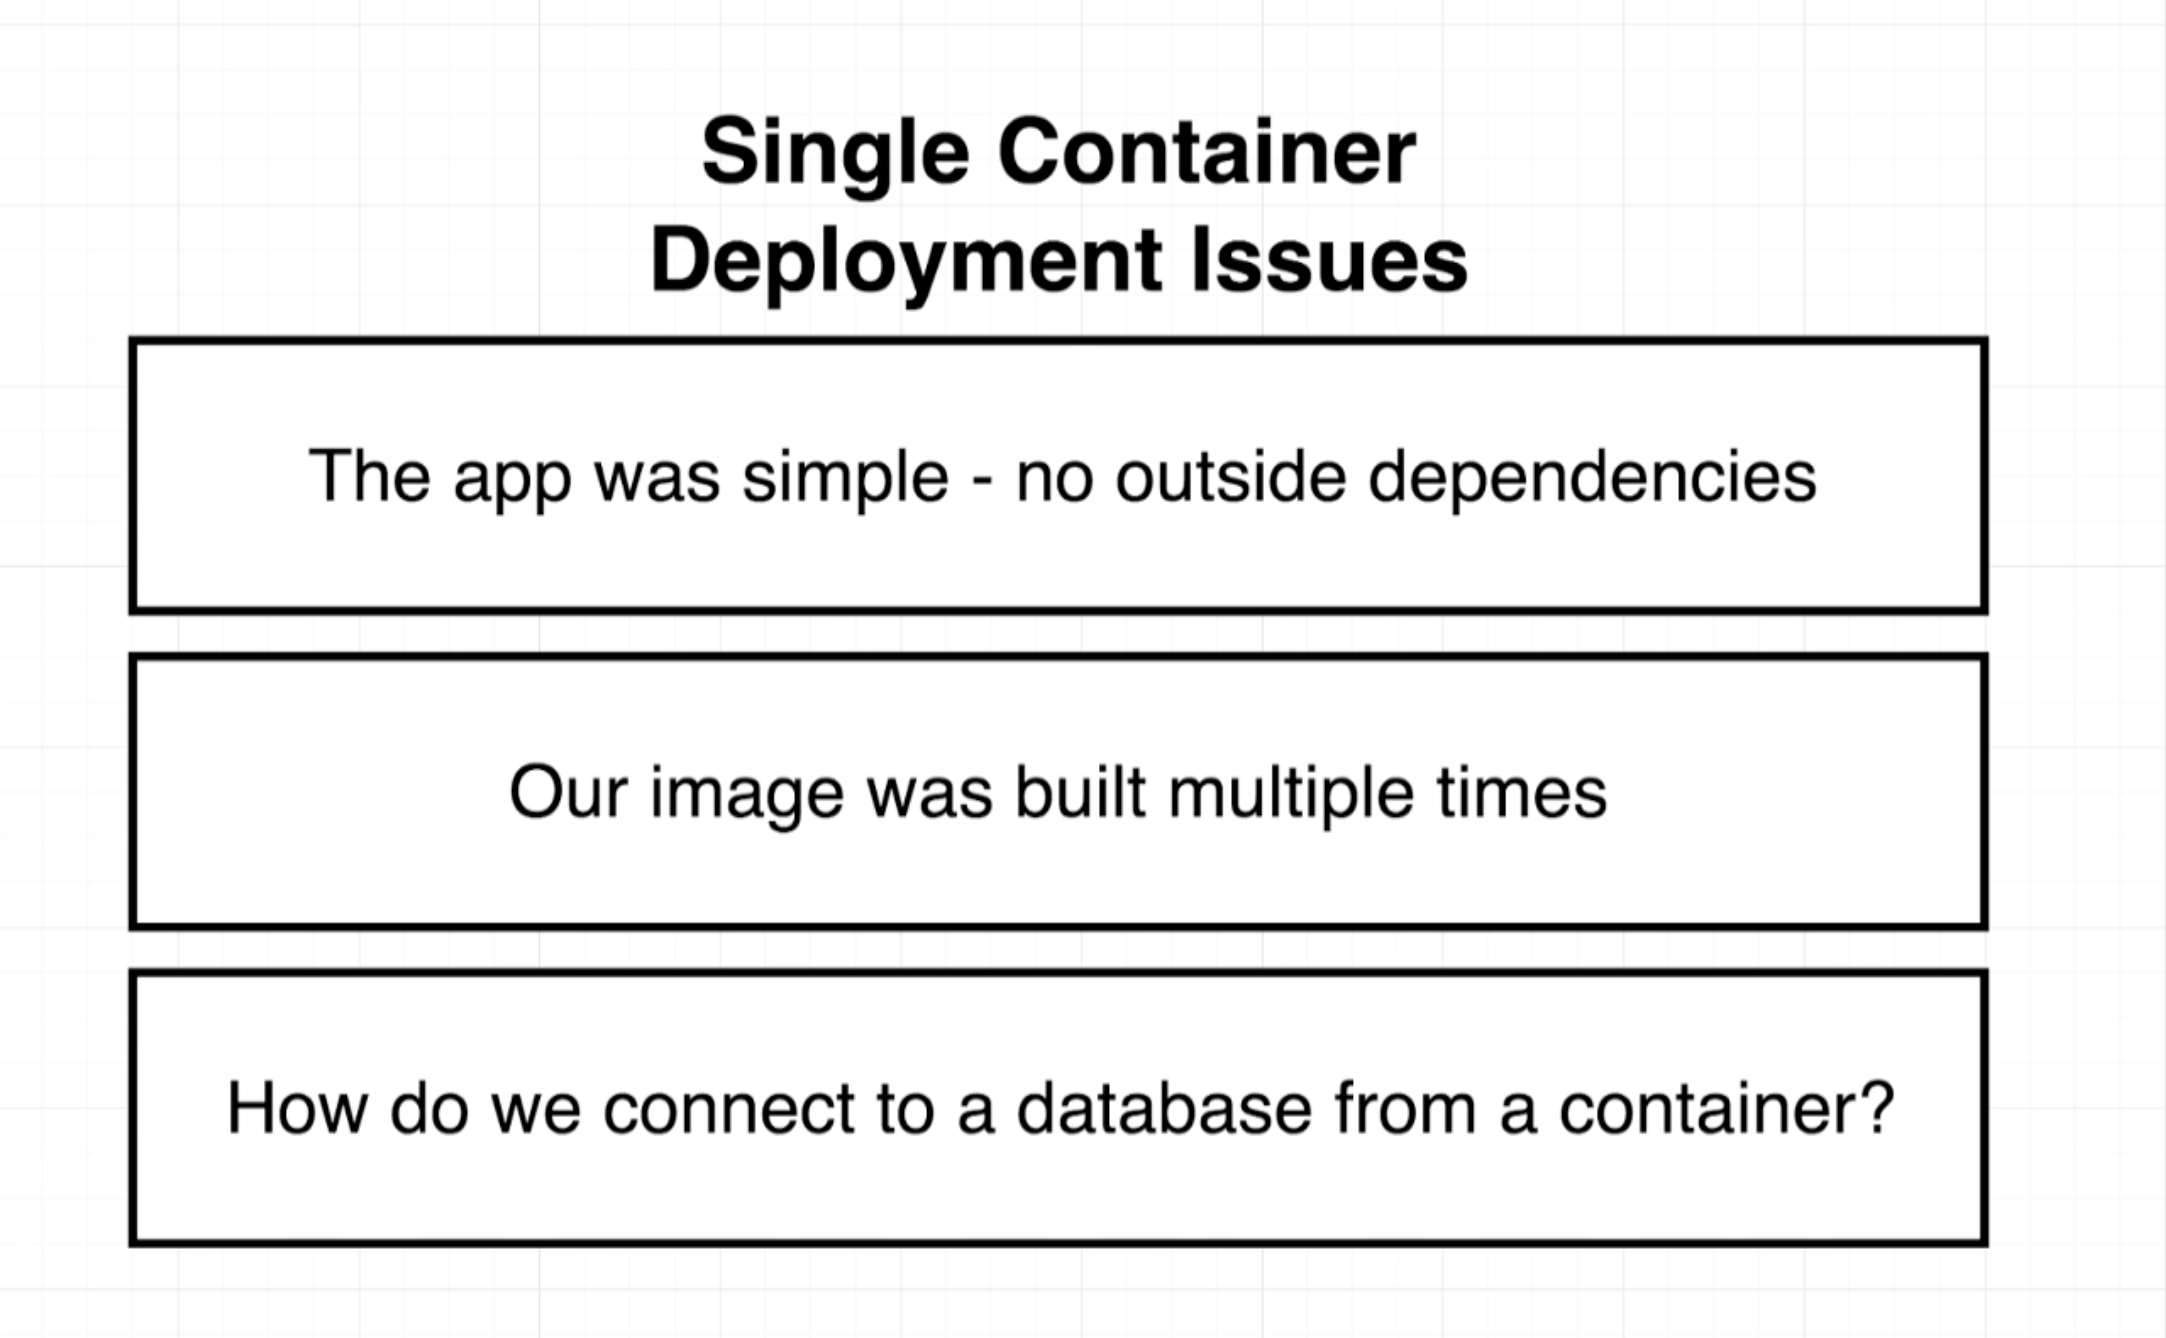 Single Container
Deployment Issues
The app was simple - no outside dependencies
Our image was built multiple times
How do we connect to a database from a container?